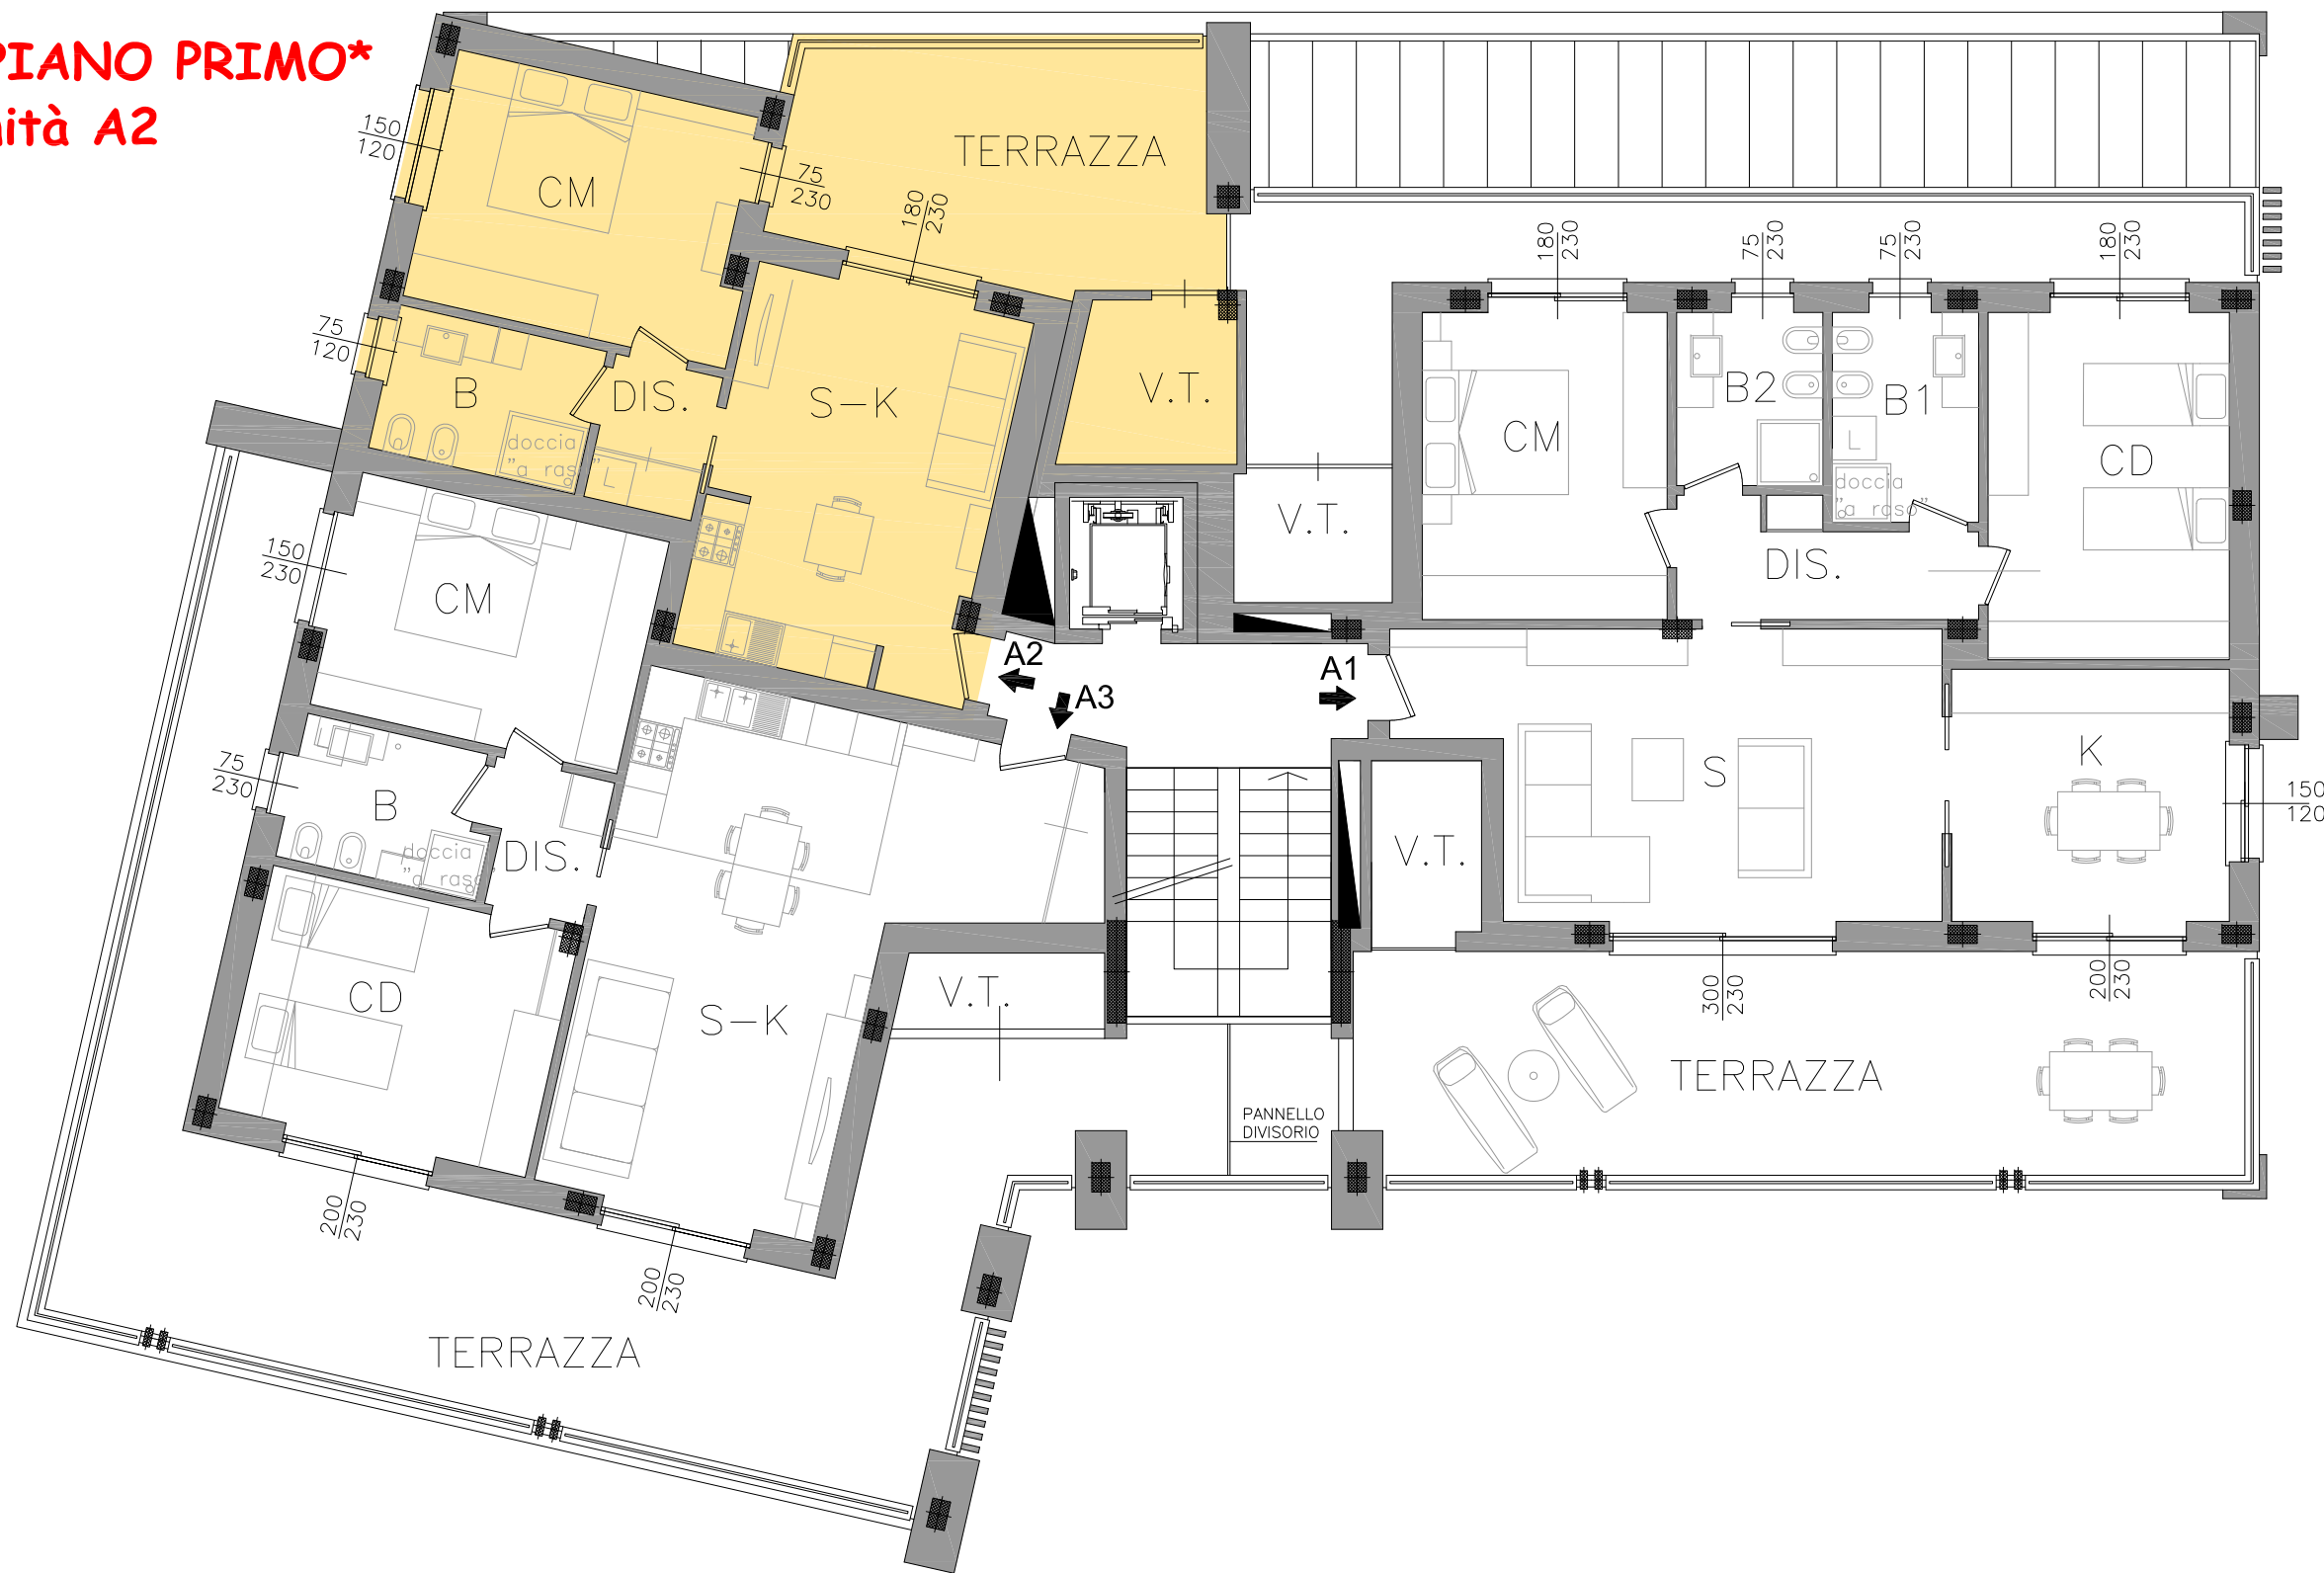 PIANO PRIMO*
ità A2
150
120
CM
75
230
TERRAZZA
180
230
75
120
B
DIS.
S-K
V.T.
doccia
"a raso"
L
180
230
75
230
75
230
180
230
CM
B2
B1
CD
L
doccia
"a raso"
DIS.
V.T.
150
230
CM
A2
A3
A1
75
230
L
B
DIS.
doccia
"a raso"
CD
S-K
V.T.
V.T.
S
K
150
120
300
230
200
230
TERRAZZA
PANNELLO
DIVISORIO
200
230
200
230
TERRAZZA